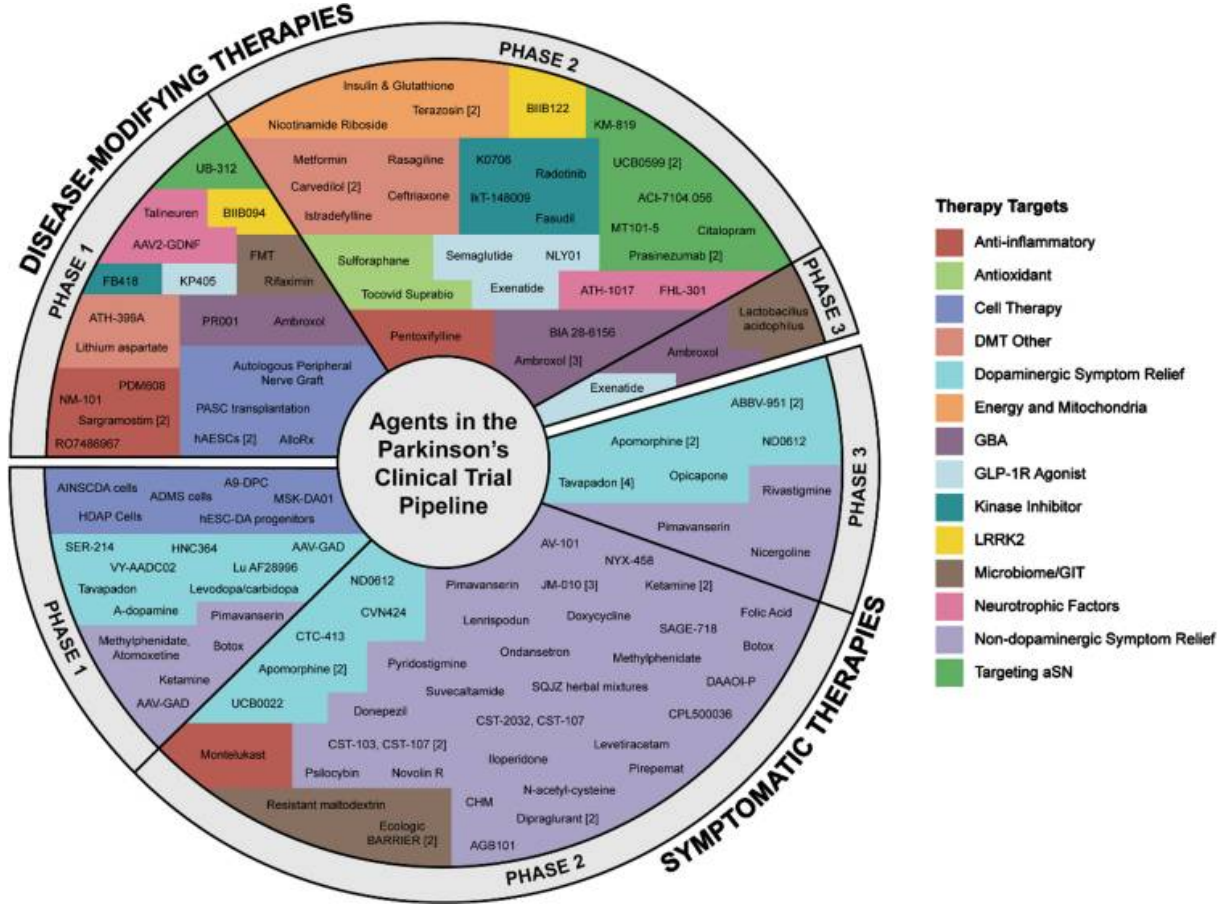 DISEASE-MODIFYING THERAPIES
PHASE 1
UB-312
Talineuren
BIIB094
AAV2-GDNF
FMT
FB418
KP405
Rifaximin
ATH-399A
PR001
Ambroxol
Lithium aspartate
PDM608
NM-101
Sargramostim [2]
RO7486967
Autologous Peripheral
Nerve Graft
PASC transplantation
hAESCs [2]
AlloRx
PHASE 2
Insulin & Glutathione
Terazosin [2]
Nicotinamide Riboside
BIIB122
KM-819
Metformin
Rasagiline
Carvedilol [2]
Ceftriaxone
Istradefylline
K0706
Radotinib
IkT-148009
Fasudil
UCB0599 [2]
ACI-7104.056
MT101-5
Citalopram
Prasinezumab [2]
Sulforaphane
Tocovid Suprabio
Semaglutide
NLY01
Exenatide
ATH-1017
FHL-301
Pentoxifylline
BIA 28-6156
Ambroxol [3]
PHASE 3
Lactobacillus
acidophilus
Ambroxol
Exenatide
Agents in the
Parkinson's
Clinical Trial
Pipeline
SYMPTOMATIC THERAPIES
PHASE 3
ABBV-951 [2]
Apomorphine [2]
ND0612
Tavapadon [4]
Opicapone
Rivastigmine
Pimavanserin
Nicergoline
PHASE 1
AINSCDA cells
ADMS cells
A9-DPC
MSK-DA01
HDAP Cells
hESC-DA progenitors
SER-214
HNC364
AAV-GAD
VY-AADC02
Lu AF28996
Tavapadon
Levodopa/carbidopa
A-dopamine
Pimavanserin
Methylphenidate,
Atomoxetine
Botox
Ketamine
AAV-GAD
PHASE 2
ND0612
CVN424
CTC-413
Apomorphine [2]
UCB0022
Montelukast
Resistant maltodextrin
Ecologic
BARRIER [2]
AV-101
NYX-458
Pimavanserin
JM-010 [3]
Ketamine [2]
Lenrispodun
Doxycycline
Folic Acid
SAGE-718
Botox
Ondansetron
Pyridostigmine
Methylphenidate
Suvecaltamide
SQJZ herbal mixtures
DAAOI-P
Donepezil
CST-2032, CST-107
CPL500036
CST-103, CST-107 [2]
Levetiracetam
Iloperidone
Pirepemat
Psilocybin
Novolin R
N-acetyl-cysteine
CHM
Dipraglurant [2]
AGB101
Therapy Targets
Anti-inflammatory
Antioxidant
Cell Therapy
DMT Other
Dopaminergic Symptom Relief
Energy and Mitochondria
GBA
GLP-1R Agonist
Kinase Inhibitor
LRRK2
Microbiome/GIT
Neurotrophic Factors
Non-dopaminergic Symptom Relief
Targeting aSN